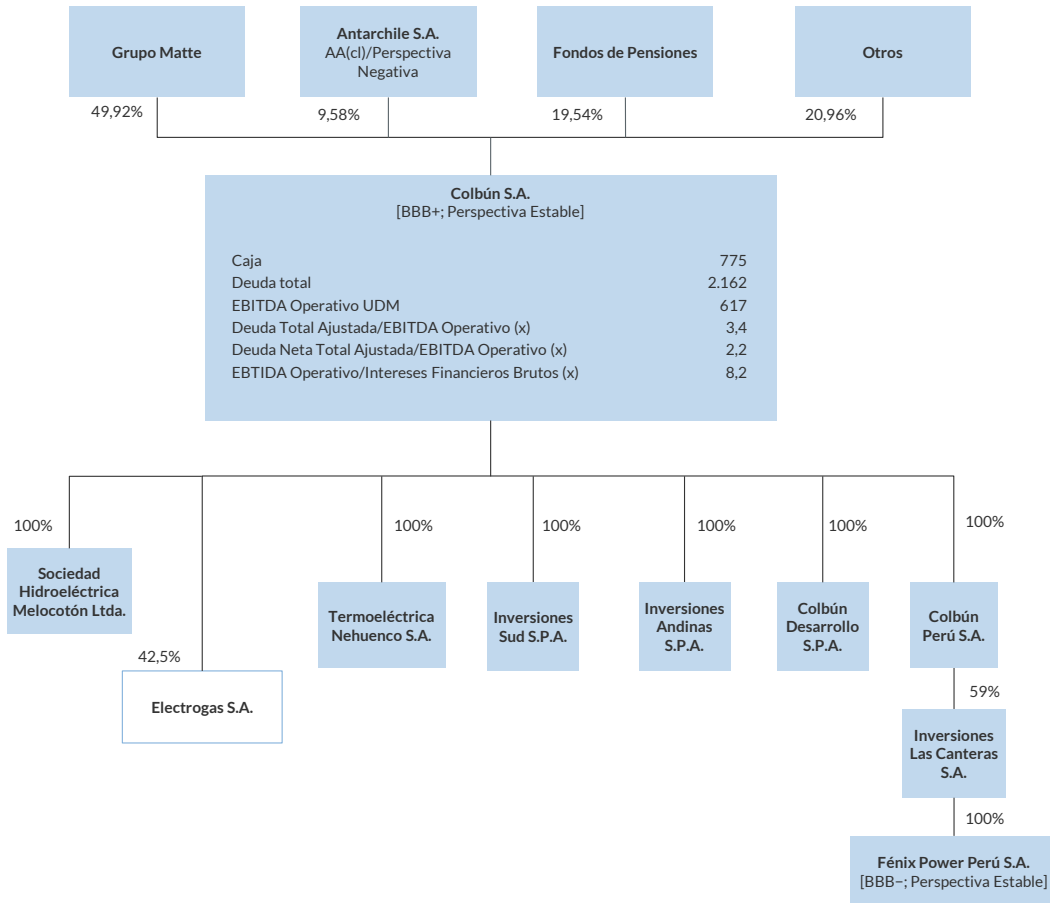 Grupo Matte
Antarchile S.A.
AA(cl)/Perspectiva
Negativa
Fondos de Pensiones
Otros
49,92%
9,58%
19,54%
20,96%
Colbún S.A.
[BBB+; Perspectiva Estable]
Caja 775
Deuda total 2.162
EBITDA Operativo UDM 617
Deuda Total Ajustada/EBITDA Operativo (x) 3,4
Deuda Neta Total Ajustada/EBITDA Operativo (x) 2,2
EBTIDA Operativo/Intereses Financieros Brutos (x) 8,2
100%
100%
100%
100%
100%
100%
Sociedad
Hidroeléctrica
Melocotón Ltda.
Termoeléctrica
Nehuenco S.A.
Inversiones
Sud S.P.A.
Inversiones
Andinas
S.P.A.
Colbún
Desarrollo
S.P.A.
Colbún
Perú S.A.
42,5%
Electrogas S.A.
59%
Inversiones
Las Canteras
S.A.
100%
Fénix Power Perú S.A.
[BBB−; Perspectiva Estable]